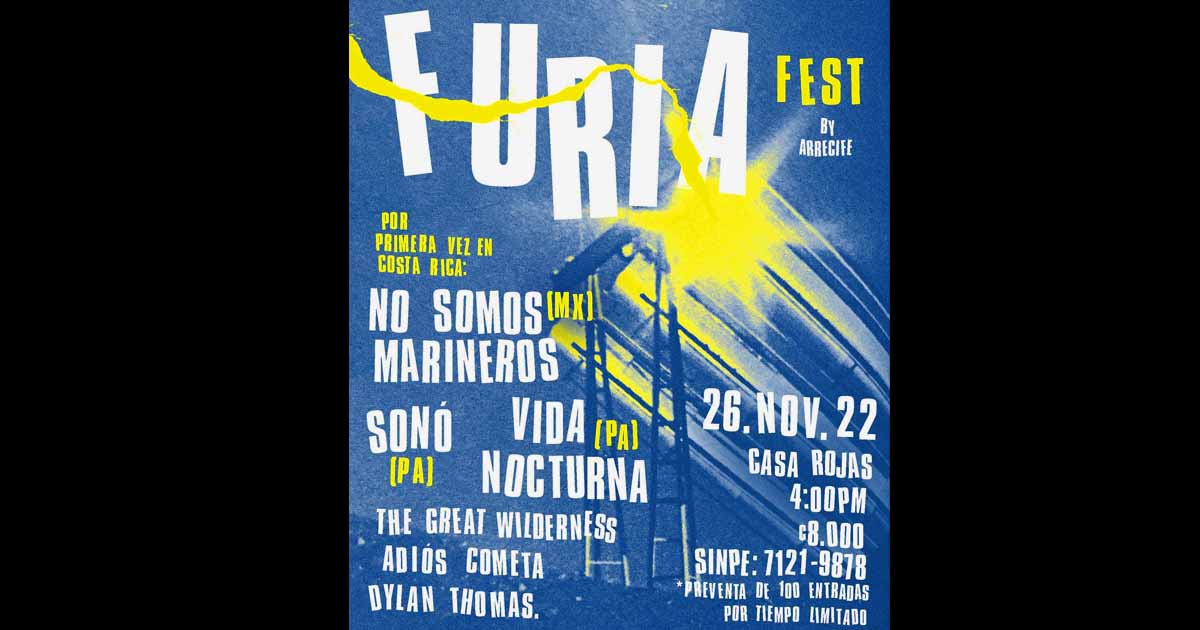 FURIA
FEST
BY
ARRECIFE
POR
PRIMERA VEZ EN
COSTA RICA:
NO SOMOS (MX)
MARINEROS
SONÓ
(PA)
VIDA (PA)
NOCTURNA
THE GREAT WILDERNESS
ADIÓS COMETA
DYLAN THOMAS.
26.NOV.22
CASA ROJAS
4:00PM
¢8.000
SINPE: 7121-9878
*PREVENTA DE 100 ENTRADAS
POR TIEMPO LIMITADO